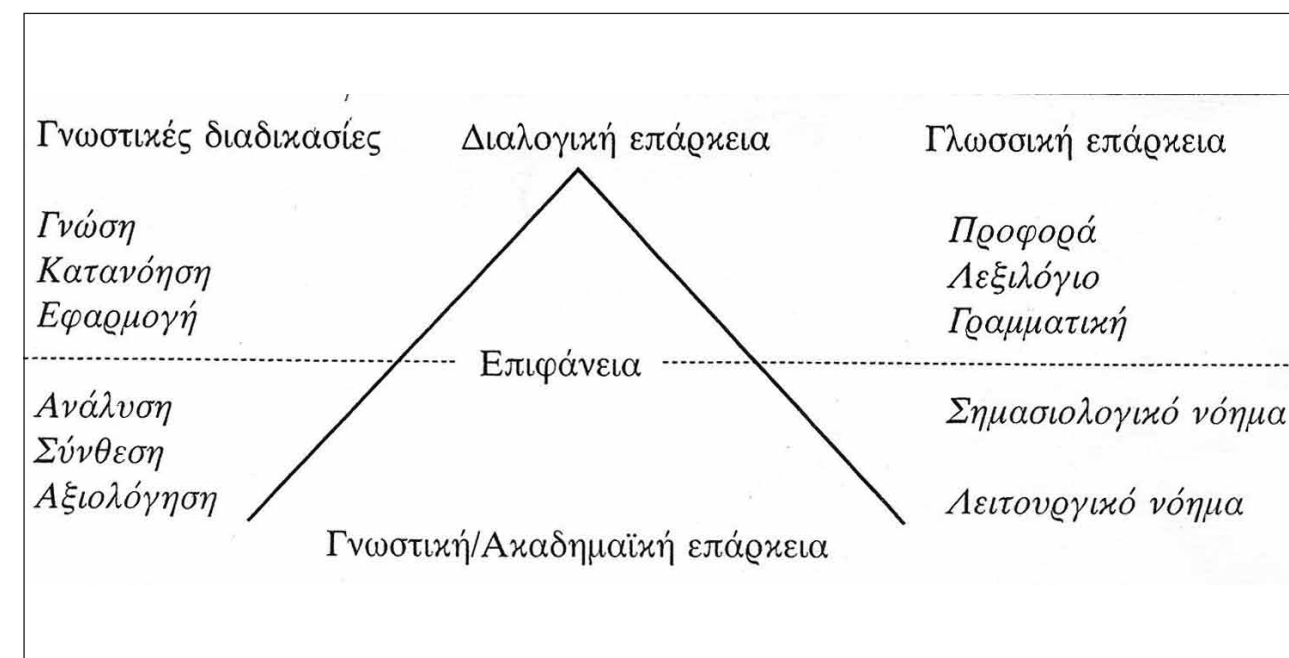 Γνωστικές διαδικασίες Διαλογική επάρκεια Γλωσσική επάρκεια
Γνώση Προφορά
Κατανόηση Λεξιλόγιο
Εφαρμογή Γραμματική
Επιφάνεια
Ανάλυση Σημασιολογικό νόημα
Σύνθεση
Αξιολόγηση Λειτουργικό νόημα
Γνωστική/Ακαδημαϊκή επάρκεια